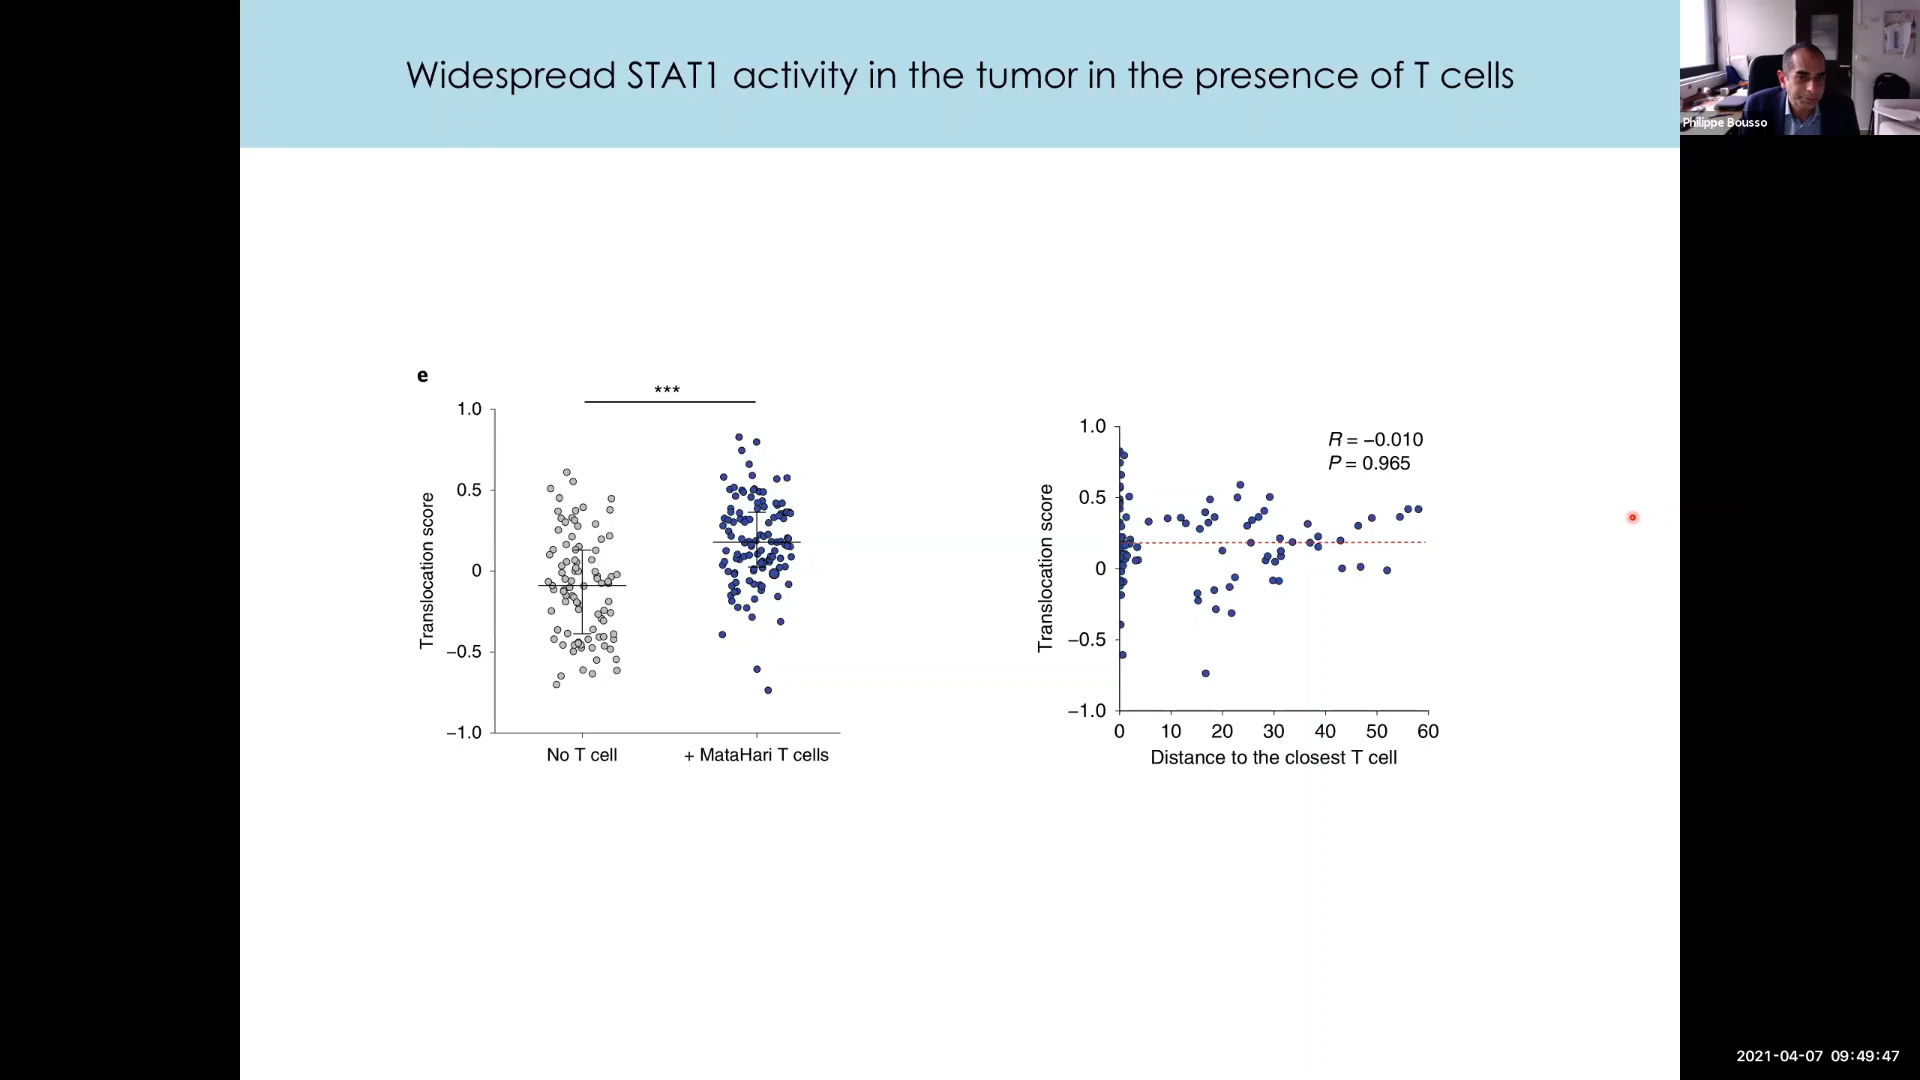 Widespread STAT1 activity in the tumor in the presence of T cells
Philippe Bousso
e
***
1.0
0.5
0
−0.5
−1.0
Translocation score
No T cell
+ MataHari T cells
R = −0.010
P = 0.965
1.0
0.5
0
−0.5
−1.0
Translocation score
0 10 20 30 40 50 60
Distance to the closest T cell
2021-04-07 09:49:47